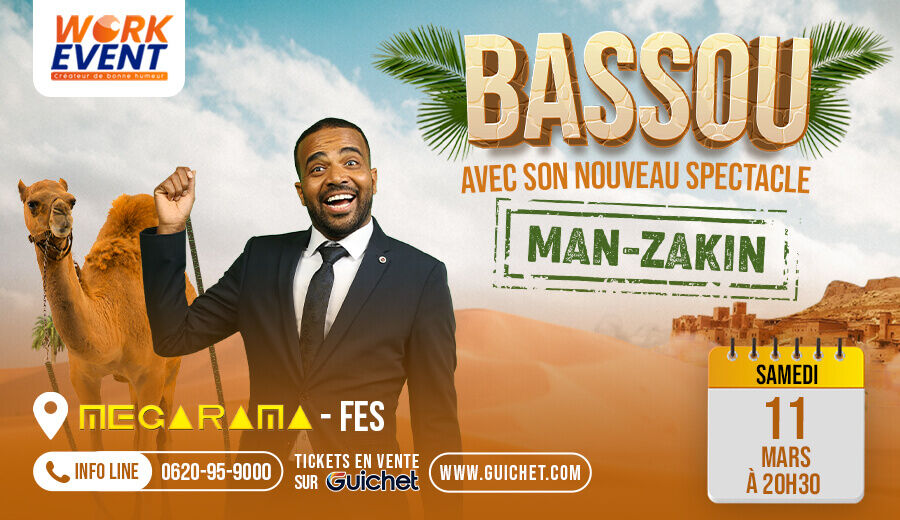 WORK
EVENT
Créateur de bonne humeur
BASSOU
AVEC SON NOUVEAU SPECTACLE
MAN-ZAKIN
SAMEDI
11
MARS
À 20H30
MEGARAMA - FES
INFO LINE 0620-95-9000
TICKETS EN VENTE
SUR Guichet
WWW.GUICHET.COM